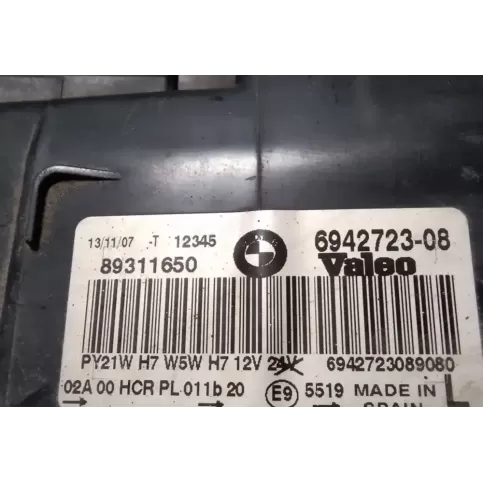 13/11/07 -T 12345 6942723-08
89311650 Valeo
PY21W H7 W5W H7 12V 24V 6942723089080
02A 00 HCR PL 011b 20 E9 5519 MADE IN
SPAIN